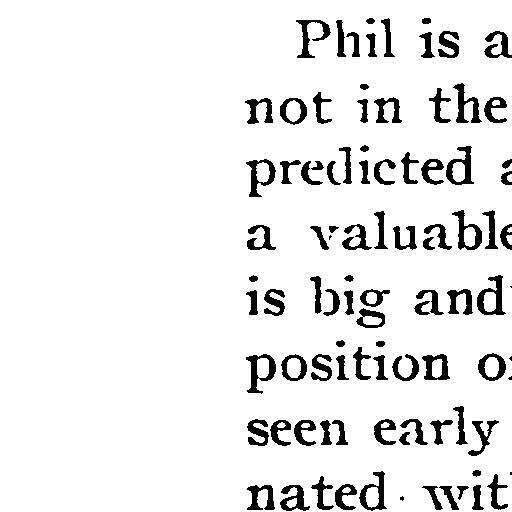 Phil is a
not in the
predicted a
a valuable
is big and
position o
seen early
nated wit